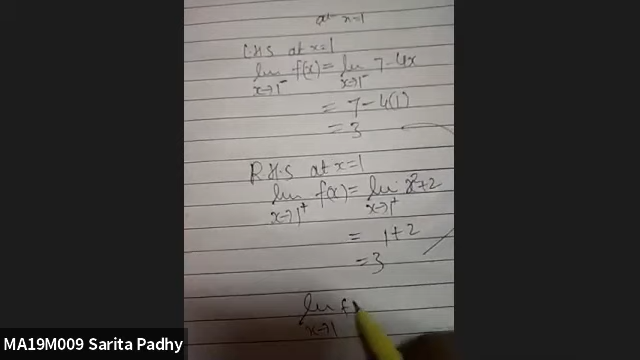 at x=1
LHS at x=1
lim f(x) = lim 7-4x
x→1⁻ x→1⁻
= 7-4(1)
= 3
R.H.S at x=1
lim f(x) = lim x²+2
x→1⁺ x→1⁺
= 1+2
=3
lim f(
x→1
MA19M009 Sarita Padhy